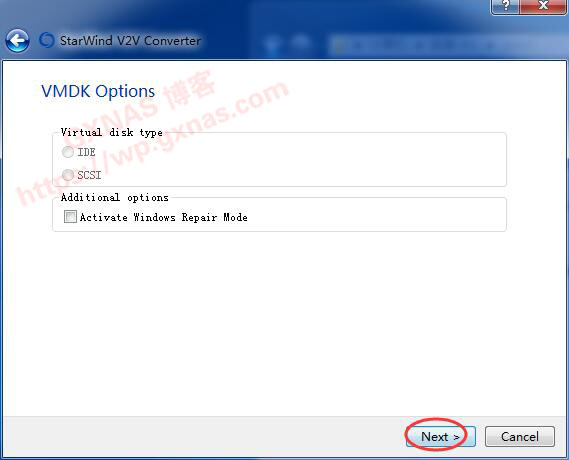 StarWind V2V Converter
VMDK Options
GXNAS 博客
https://wp.gxnas.com
Virtual disk type
IDE
SCSI
Additional options
Activate Windows Repair Mode
Next >
Cancel